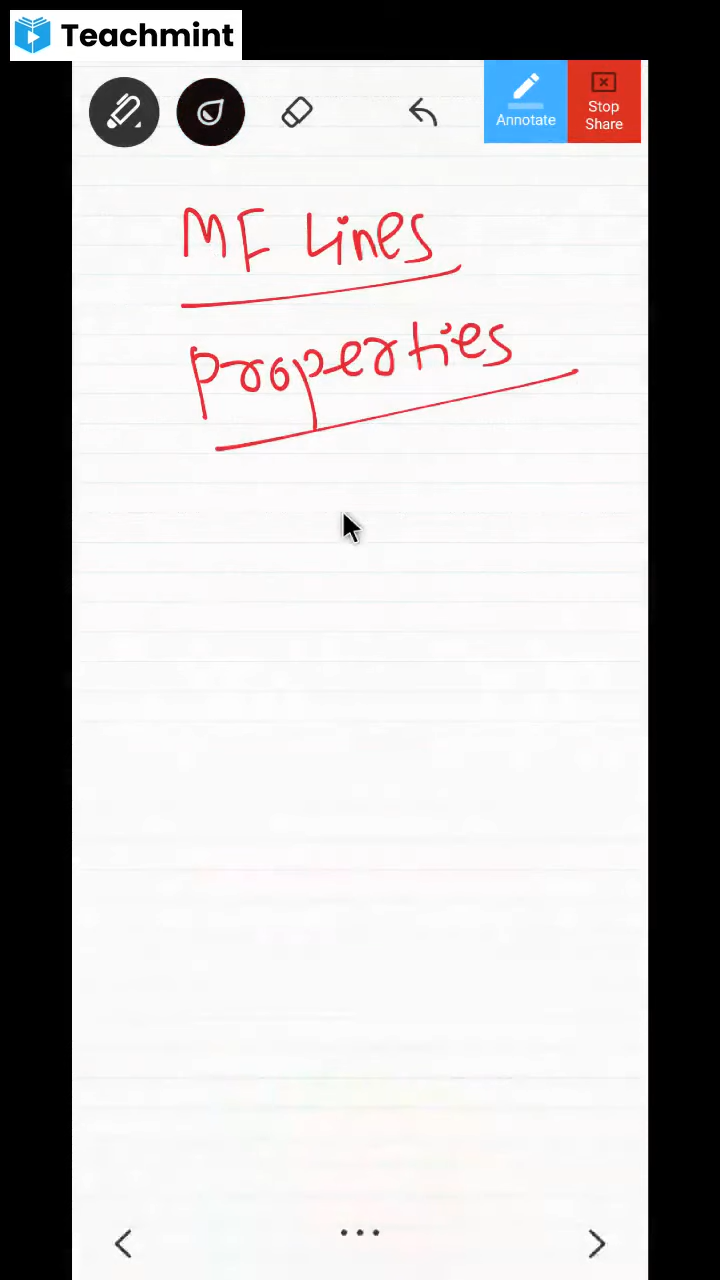 Teachmint
Annotate
Stop
Share
MF Lines
properties